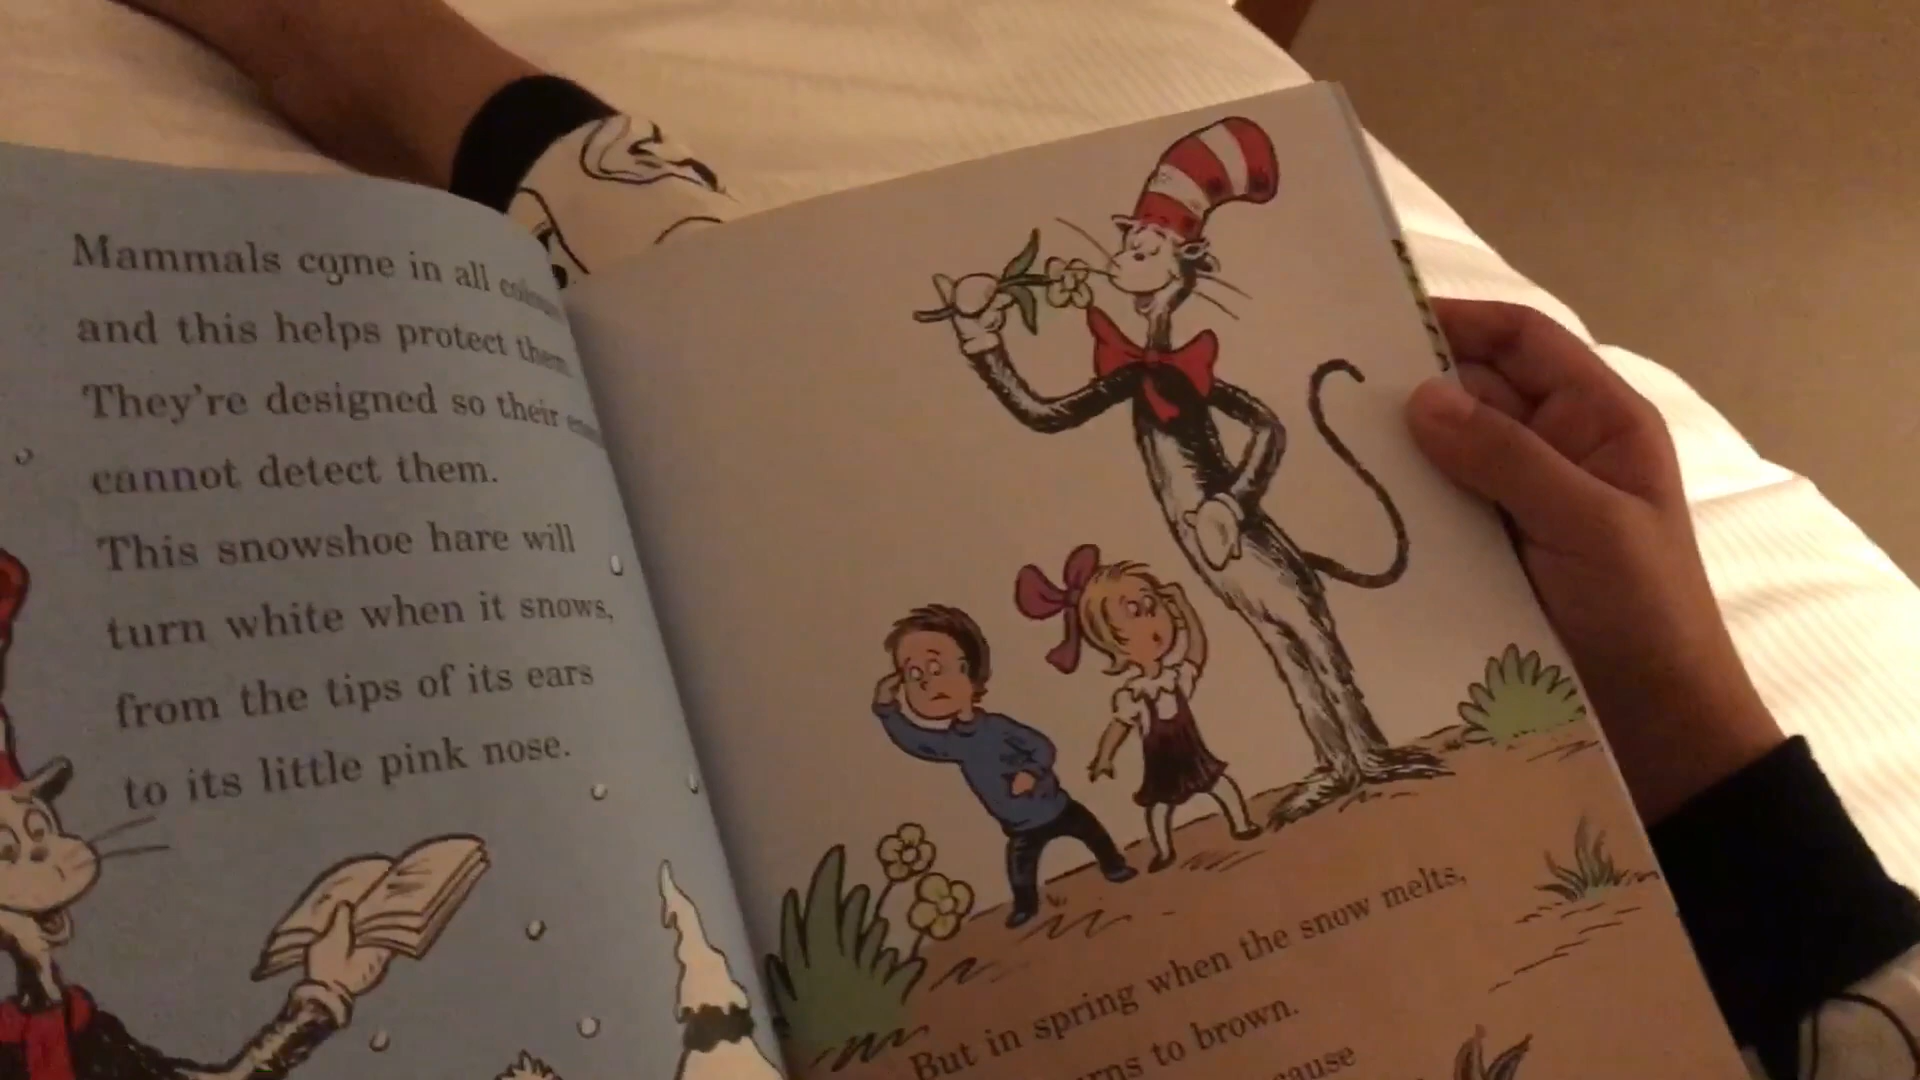 Mammals come in all
and this helps protect them
They're designed so their
cannot detect them.
This snowshoe hare will
turn white when it snows,
from the tips of its ears
to its little pink nose.
But in spring when the snow melts,
to brown.